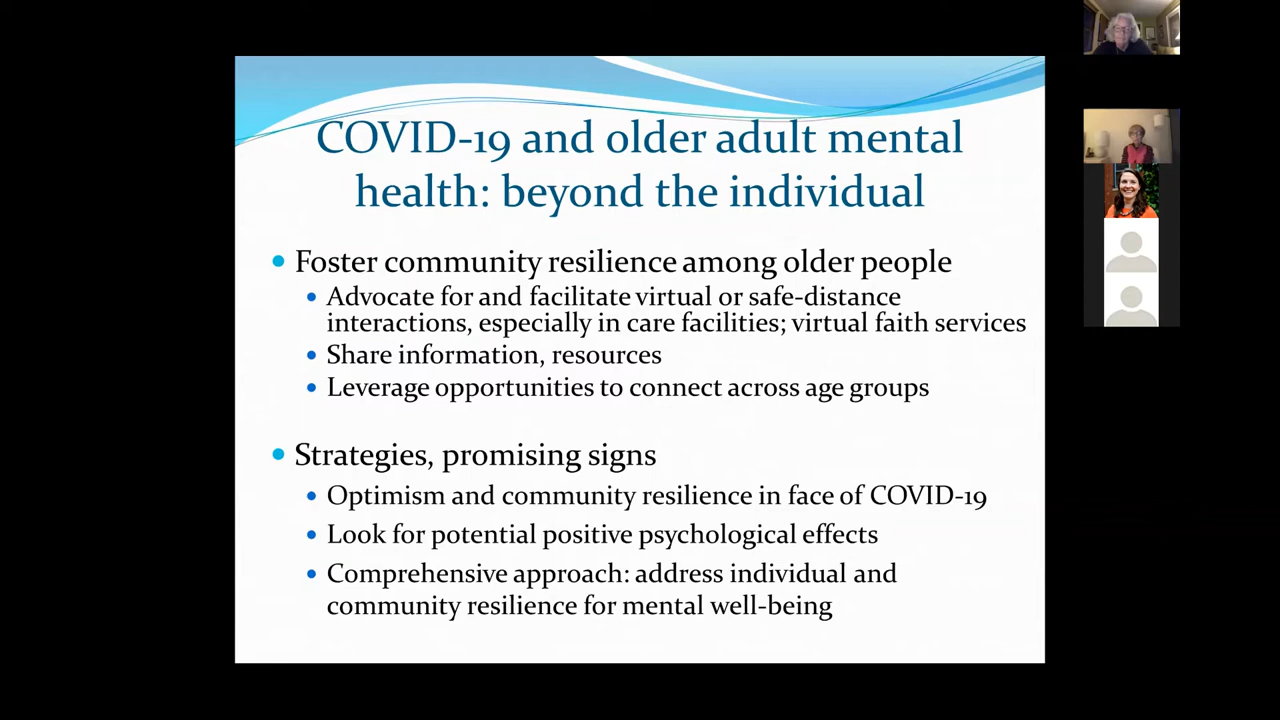 COVID-19 and older adult mental
health: beyond the individual
Foster community resilience among older people
Advocate for and facilitate virtual or safe-distance
interactions, especially in care facilities; virtual faith services
Share information, resources
Leverage opportunities to connect across age groups
Strategies, promising signs
Optimism and community resilience in face of COVID-19
Look for potential positive psychological effects
Comprehensive approach: address individual and
community resilience for mental well-being